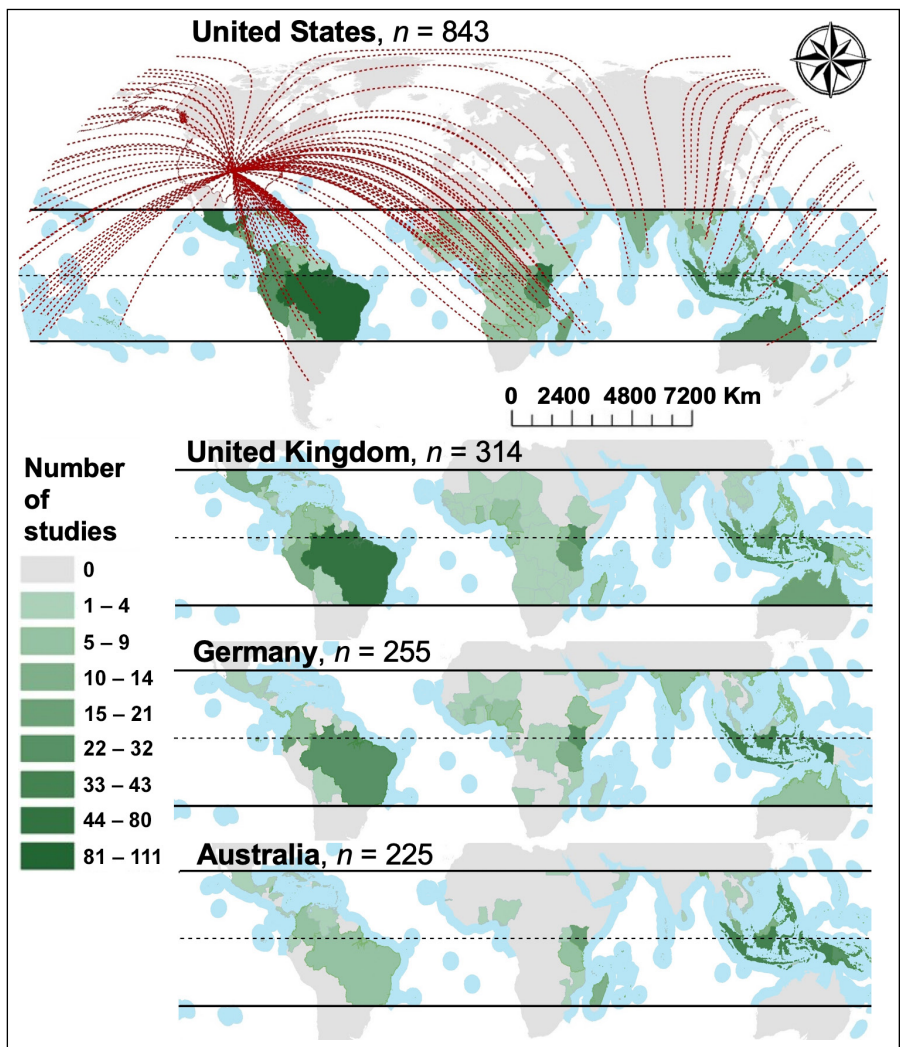 United States, n = 843
0 2400 4800 7200 Km
United Kingdom, n = 314
Number
of
studies
0
1 – 4
5 – 9
10 – 14
15 – 21
22 – 32
33 – 43
44 – 80
81 – 111
Germany, n = 255
Australia, n = 225